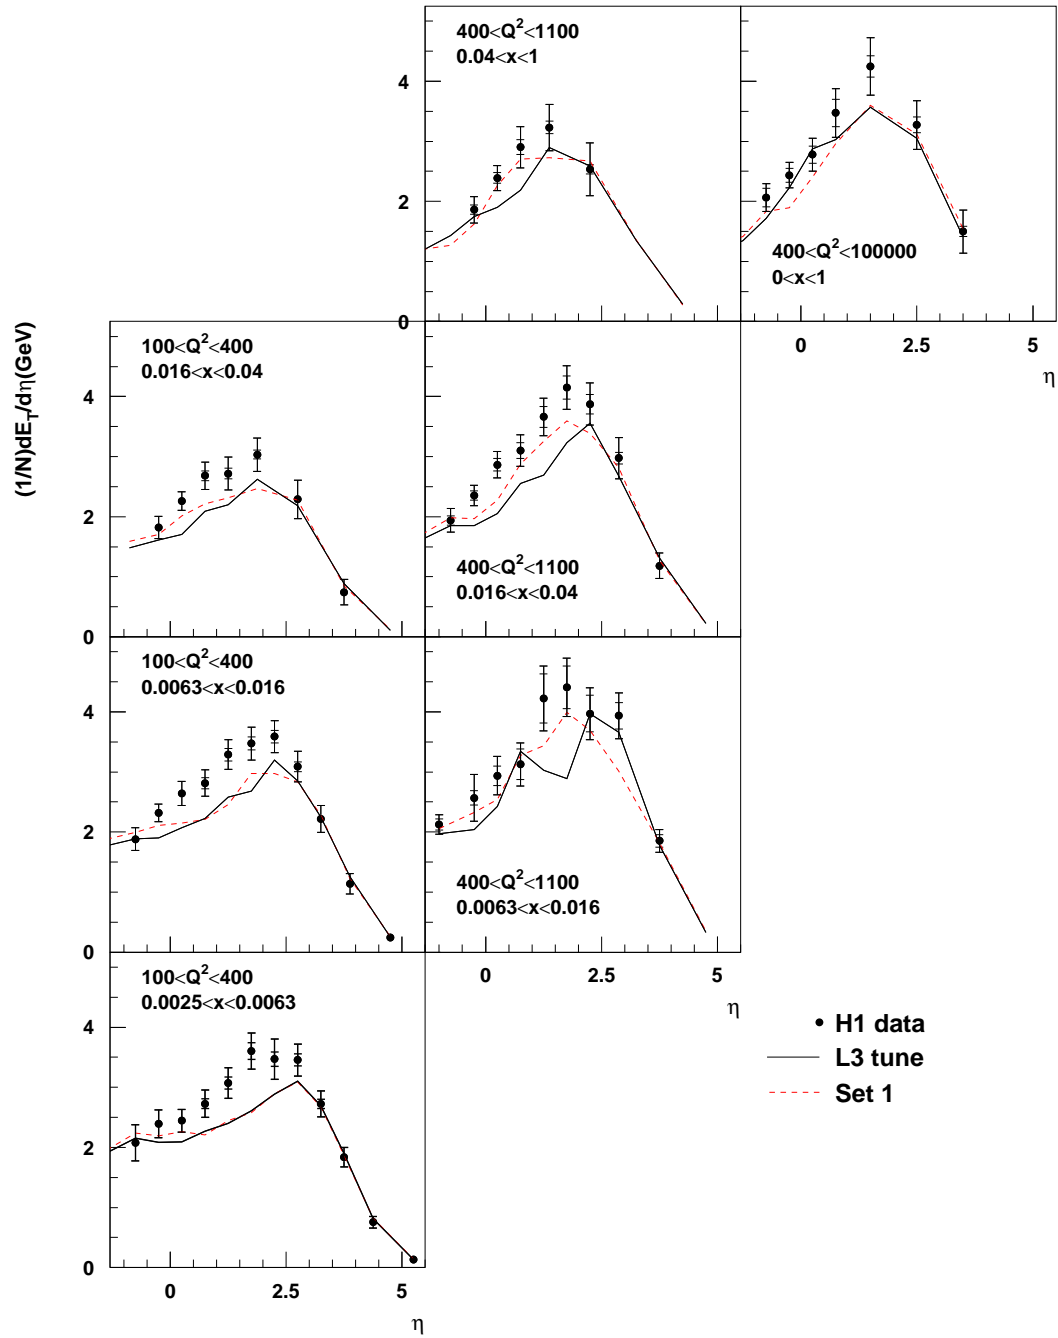 400<Q²<1100
0.04<x<1
4
2
0
400<Q²<100000
0<x<1
0
2.5
5
η
(1/N)dE_T/dη(GeV)
100<Q²<400
0.016<x<0.04
4
2
0
400<Q²<1100
0.016<x<0.04
100<Q²<400
0.0063<x<0.016
4
2
0
400<Q²<1100
0.0063<x<0.016
0
2.5
5
η
100<Q²<400
0.0025<x<0.0063
4
2
0
0
2.5
5
η
H1 data
L3 tune
Set 1